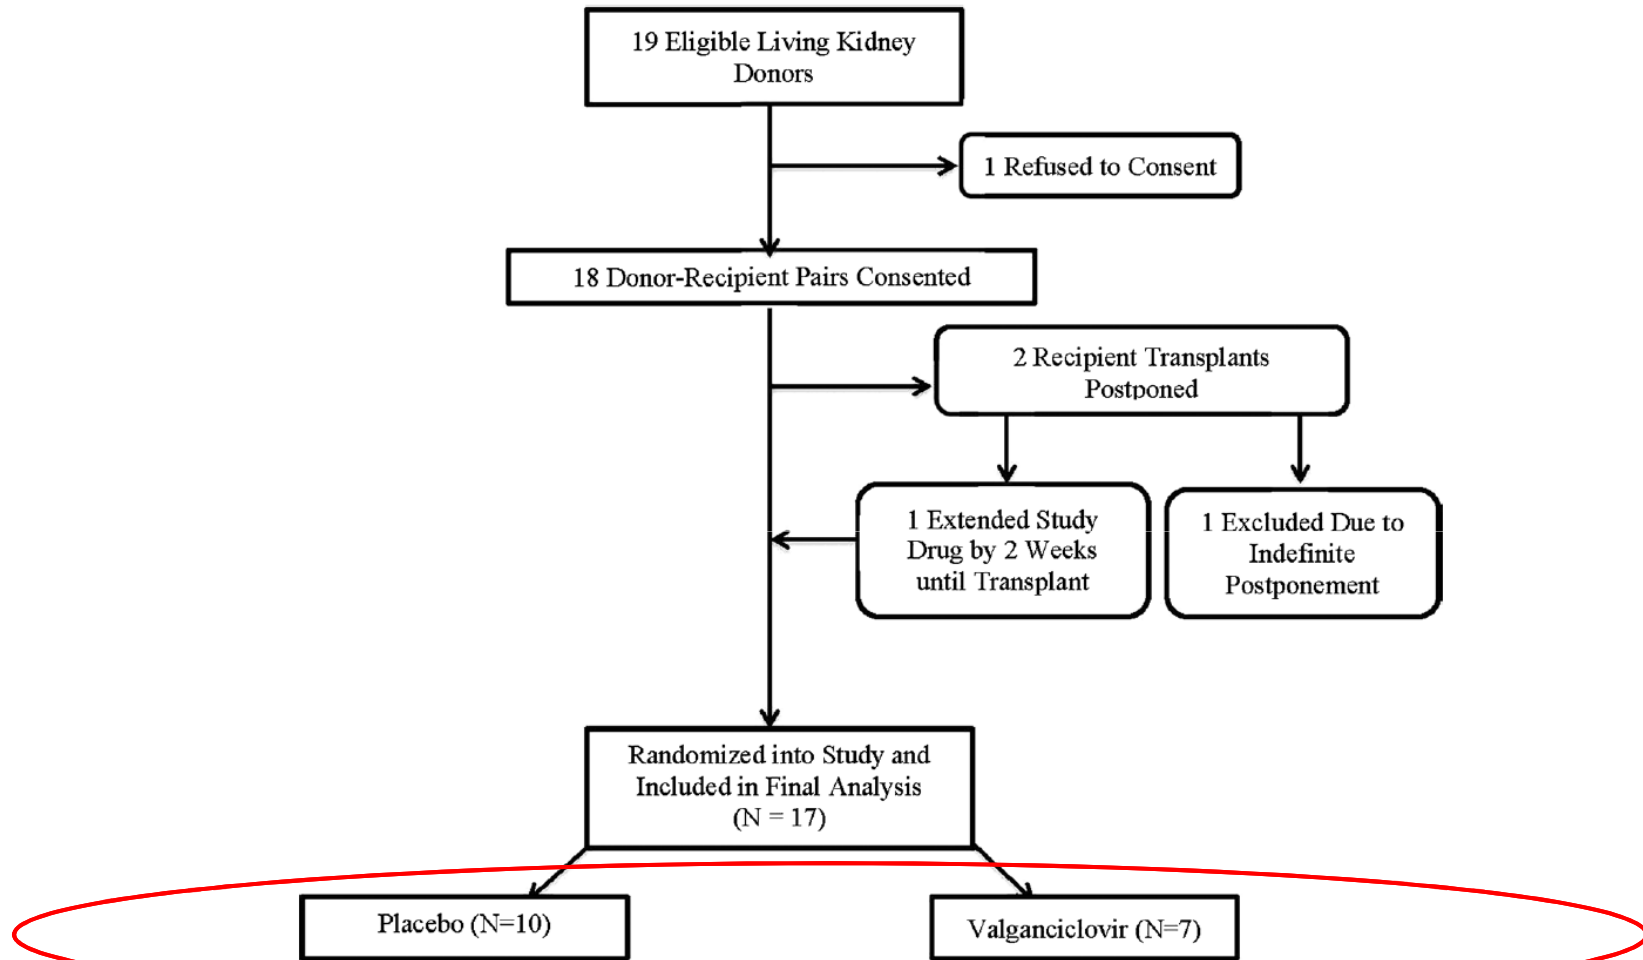 19 Eligible Living Kidney
Donors
1 Refused to Consent
18 Donor-Recipient Pairs Consented
2 Recipient Transplants
Postponed
1 Extended Study
Drug by 2 Weeks
until Transplant
1 Excluded Due to
Indefinite
Postponement
Randomized into Study and
Included in Final Analysis
(N = 17)
Placebo (N=10)
Valganciclovir (N=7)